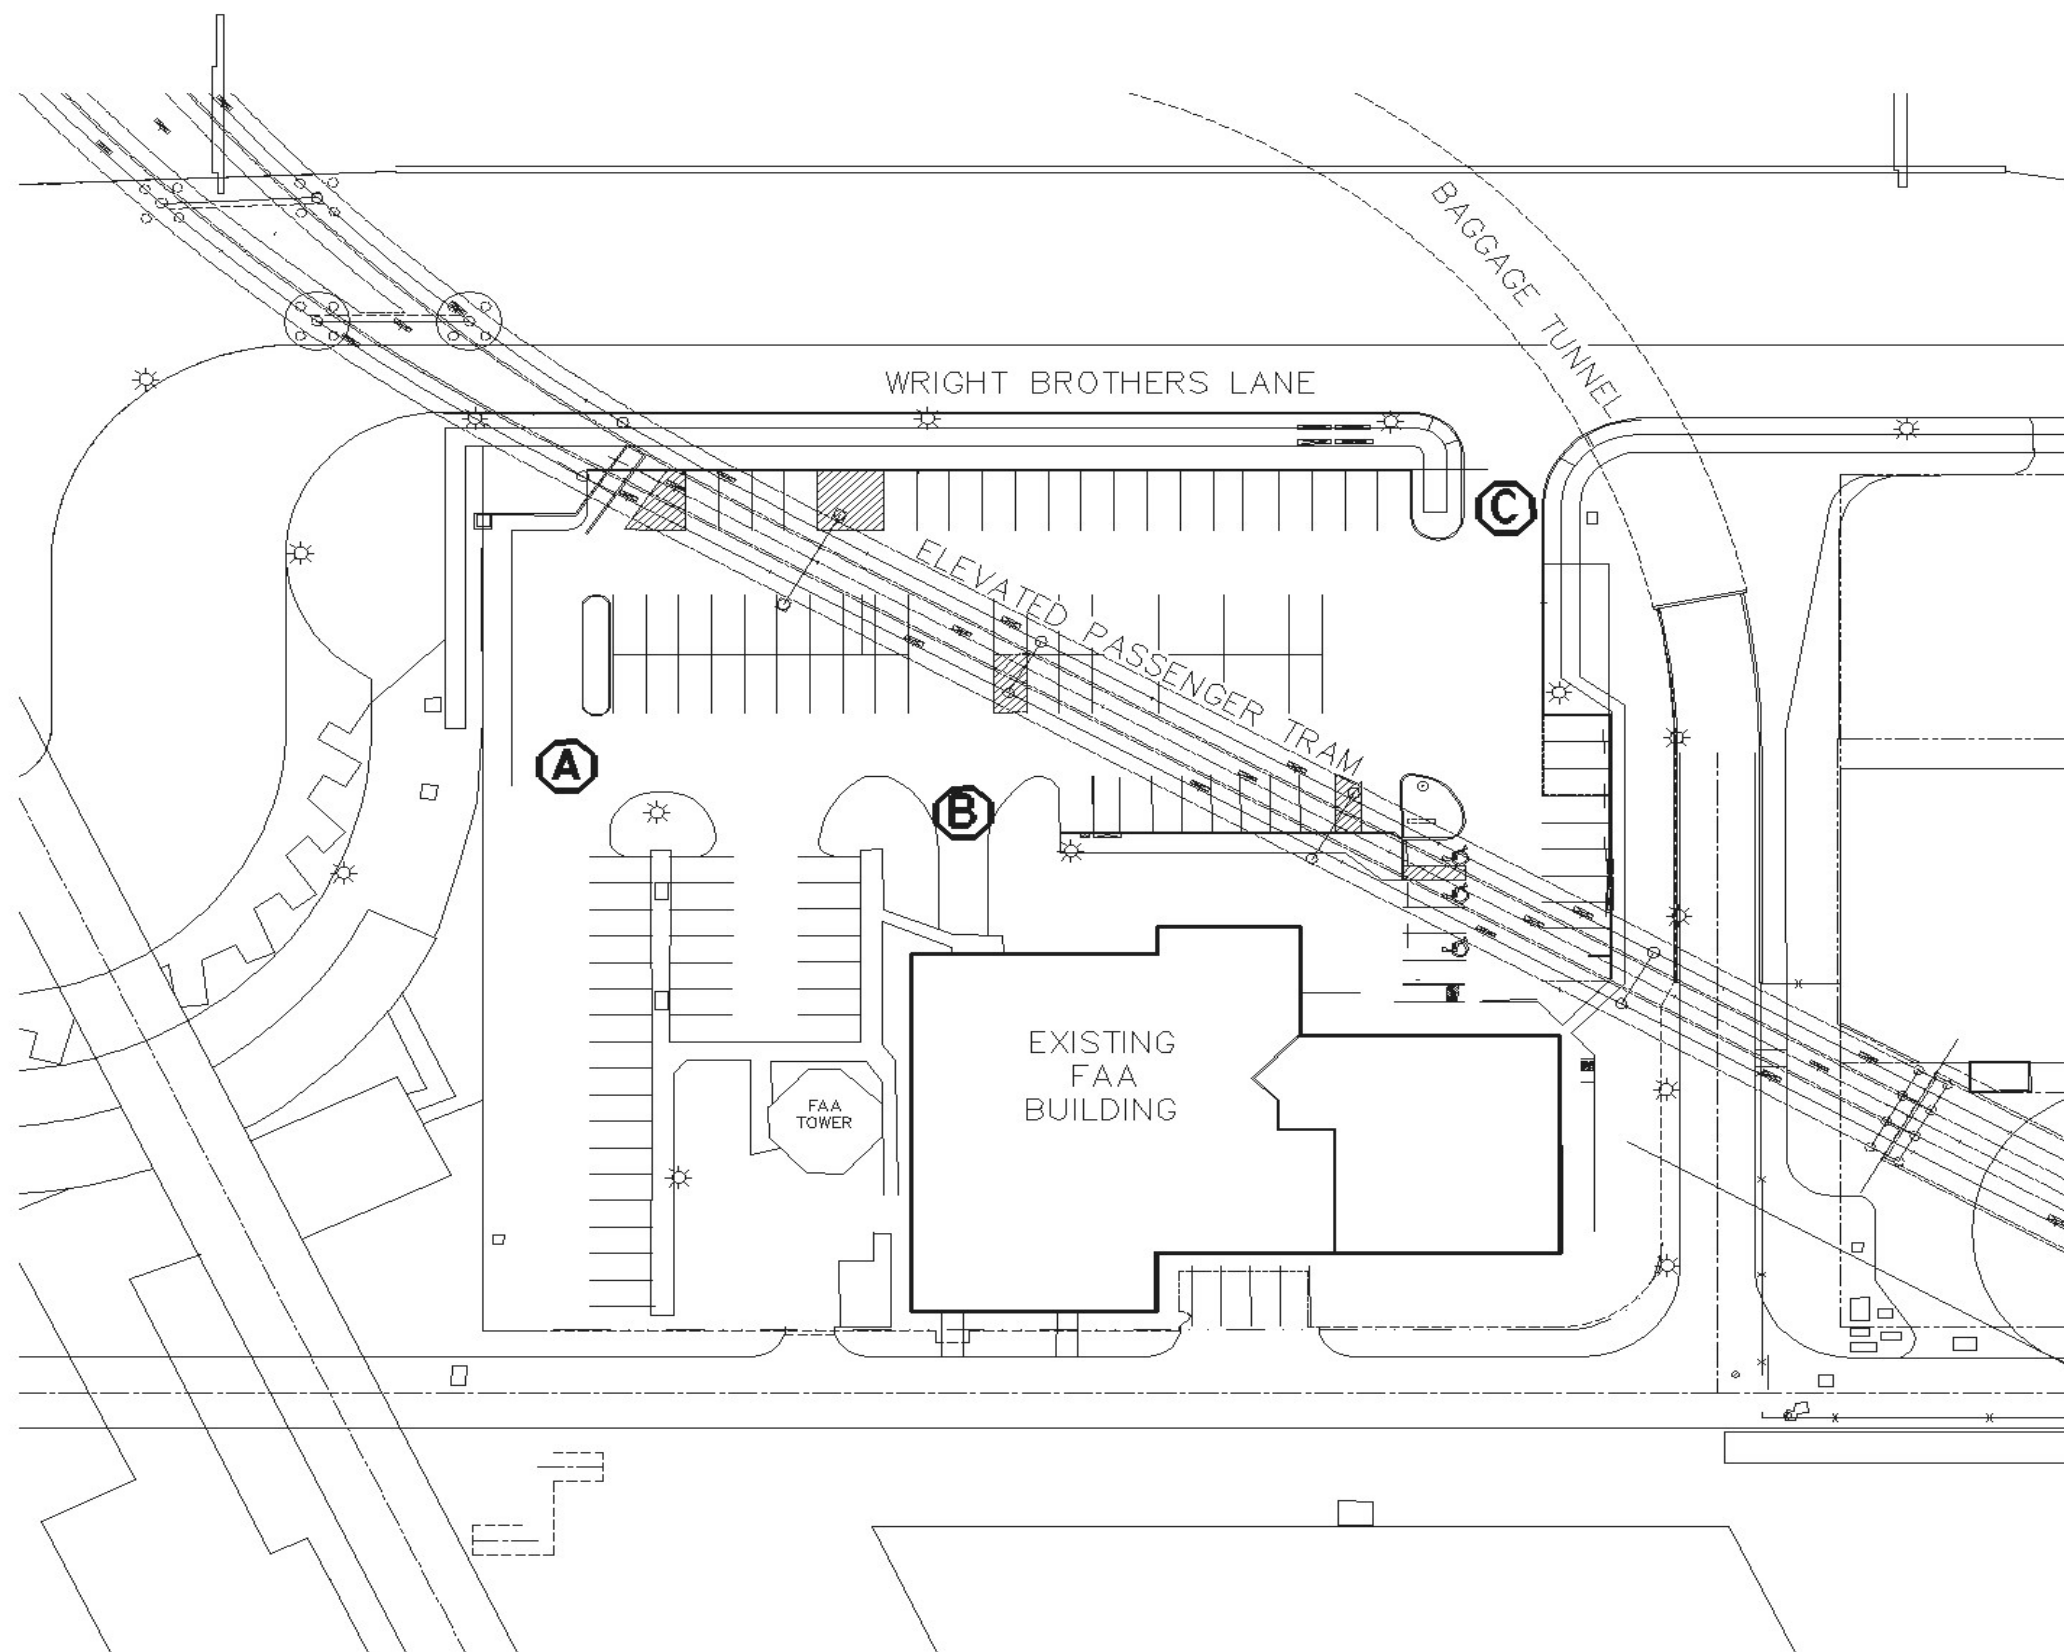 BAGGAGE TUNNEL
WRIGHT BROTHERS LANE
C
ELEVATED PASSENGER TRAM
A
B
EXISTING
FAA
BUILDING
FAA
TOWER